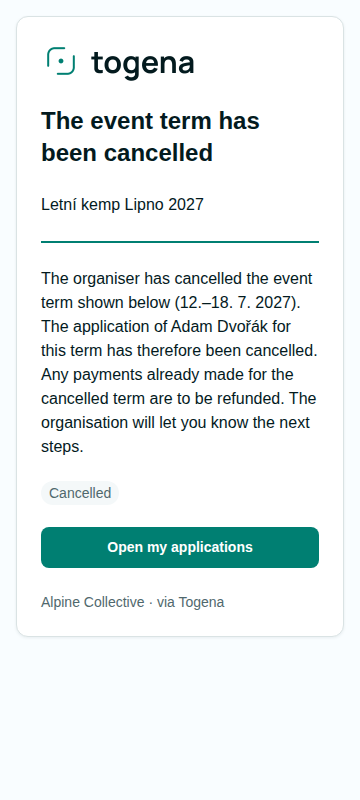 togena
The event term has
been cancelled
Letní kemp Lipno 2027
The organiser has cancelled the event
term shown below (12.–18. 7. 2027).
The application of Adam Dvořák for
this term has therefore been cancelled.
Any payments already made for the
cancelled term are to be refunded. The
organisation will let you know the next
steps.
Cancelled
Open my applications
Alpine Collective · via Togena